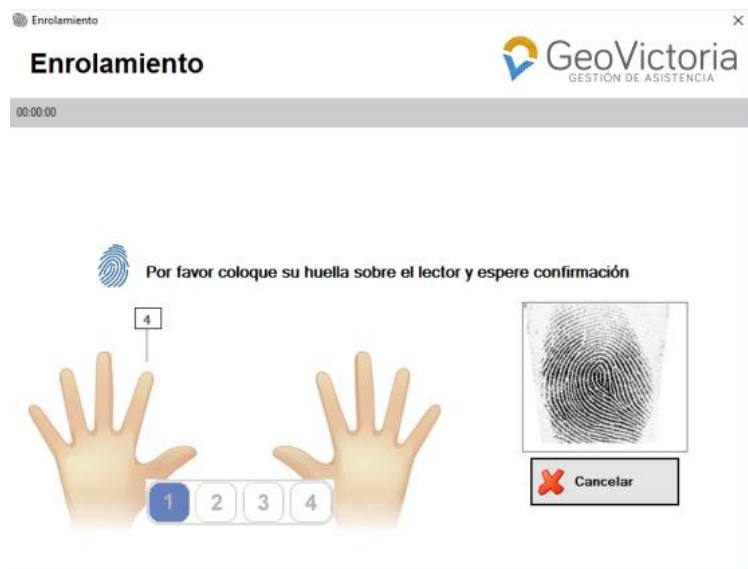 Enrolamiento
Enrolamiento
GeoVictoria
GESTIÓN DE ASISTENCIA
00:00:00
Por favor coloque su huella sobre el lector y espere confirmación
4
1 2 3 4
Cancelar